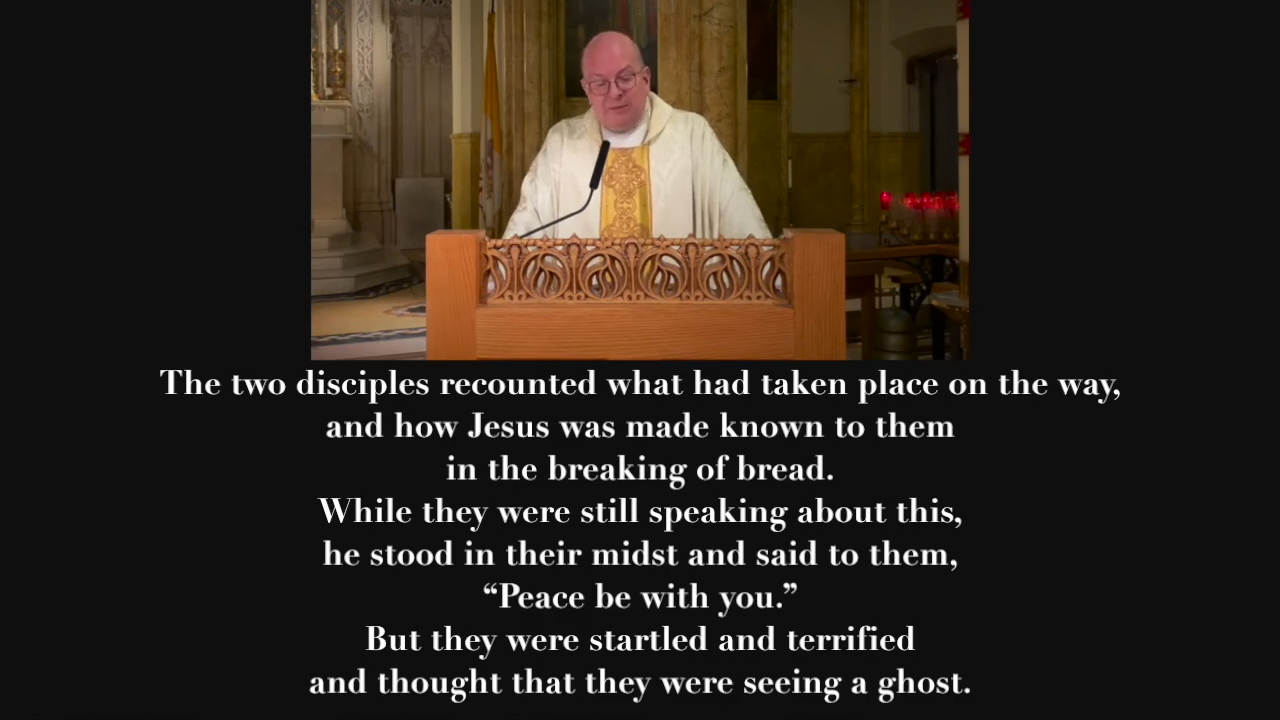 The two disciples recounted what had taken place on the way,
and how Jesus was made known to them
in the breaking of bread.
While they were still speaking about this,
he stood in their midst and said to them,
“Peace be with you.”
But they were startled and terrified
and thought that they were seeing a ghost.